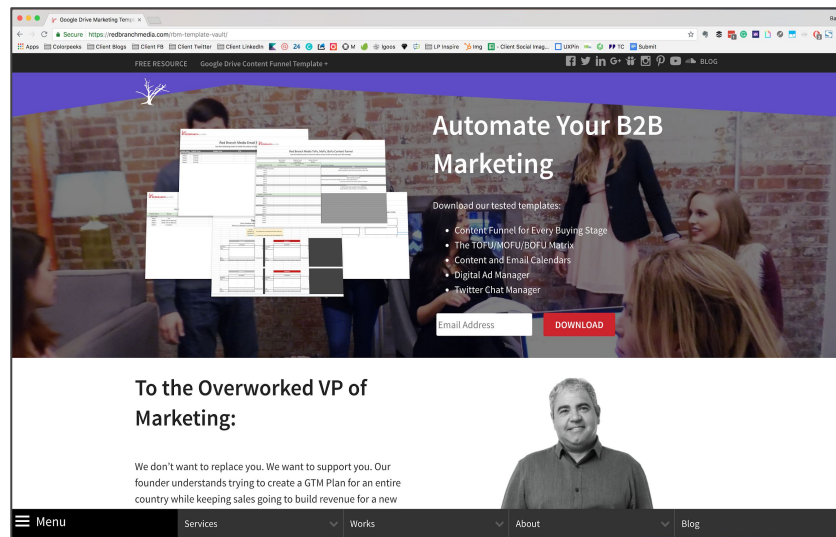 Google Drive Marketing Templ
Secure https://redbranchmedia.com/rbm-template-vault/
Apps Colorpeeks Client Blogs Client FB Client Twitter Client LinkedIn 24 M Igoos LP Inspire Img - Client Social Imag... UXPin TC Submit
FREE RESOURCE Google Drive Content Funnel Template + BLOG
Automate Your B2B
Marketing
Download our tested templates:
Content Funnel for Every Buying Stage
The TOFU/MOFU/BOFU Matrix
Content and Email Calendars
Digital Ad Manager
Twitter Chat Manager
Email Address DOWNLOAD
To the Overworked VP of
Marketing:
We don't want to replace you. We want to support you. Our
founder understands trying to create a GTM Plan for an entire
country while keeping sales going to build revenue for a new
Menu Services Works About Blog